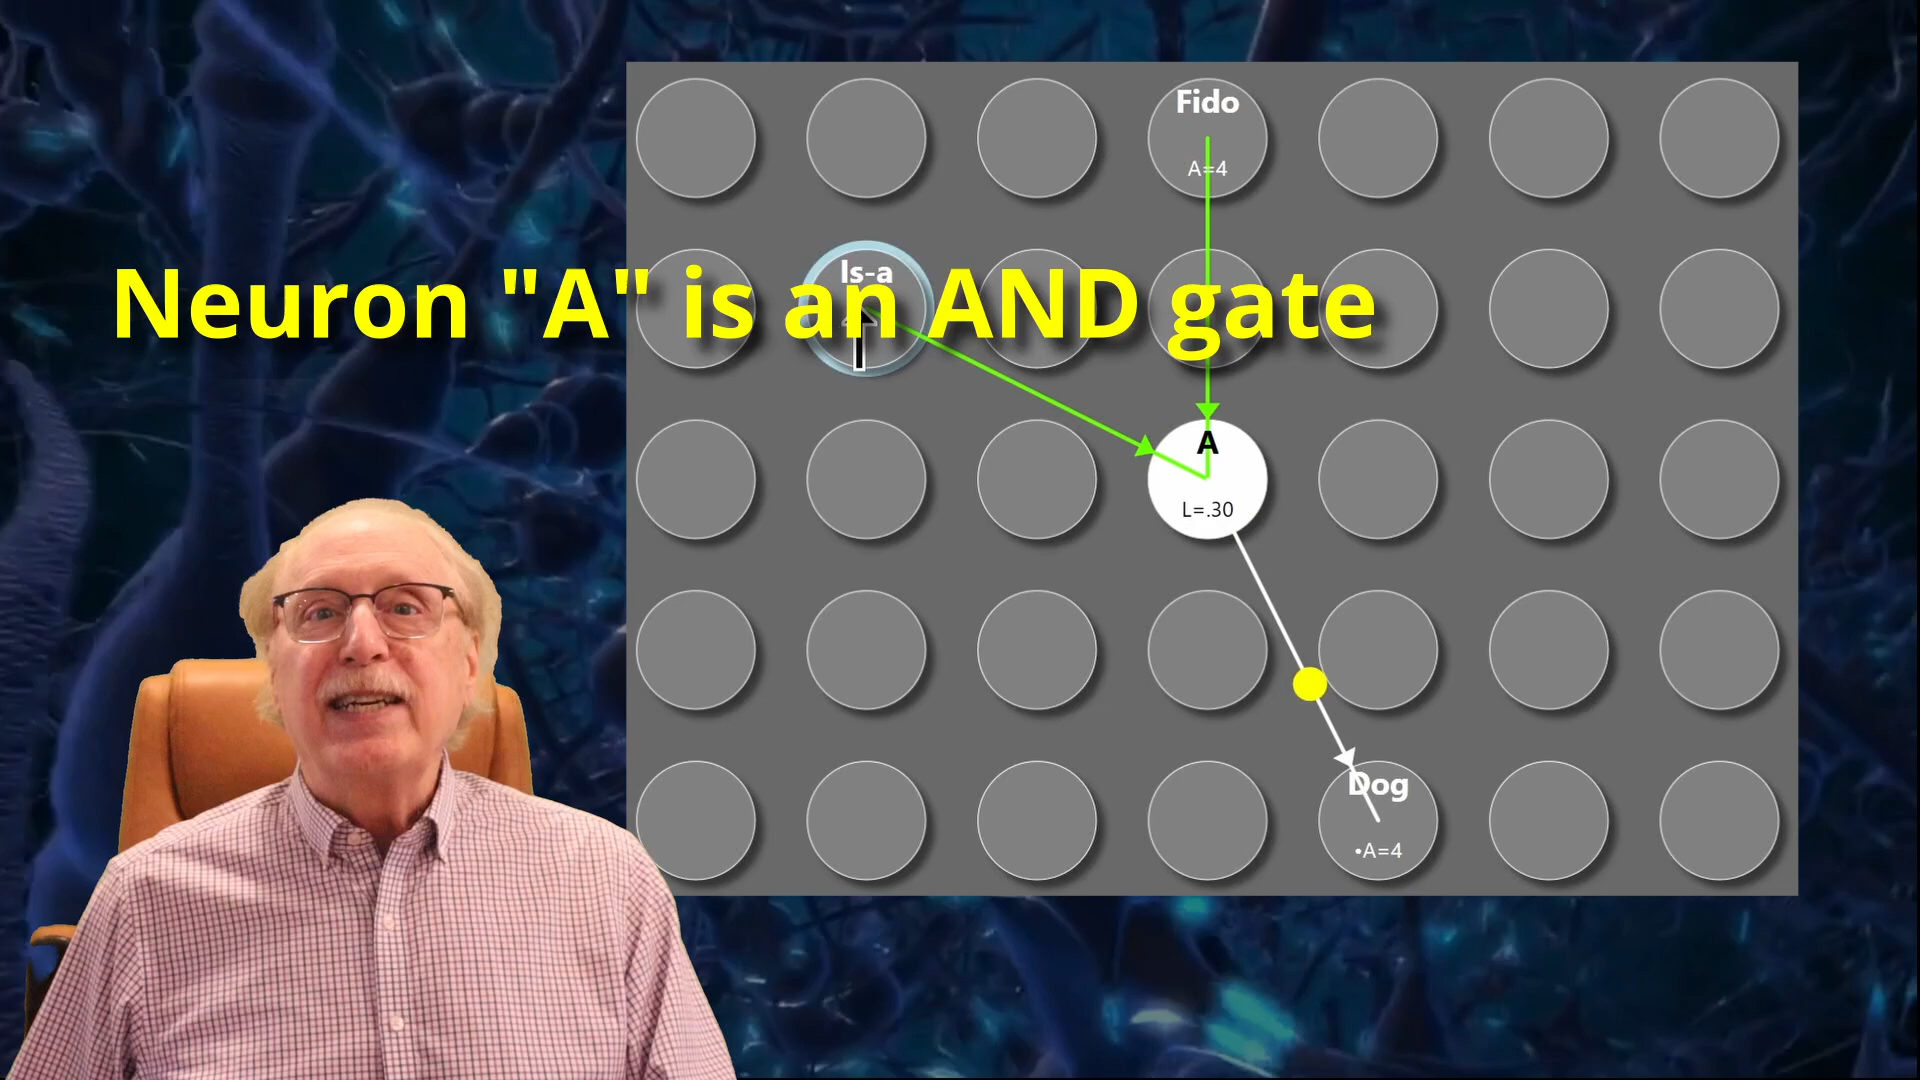 Fido
A=4
Is-a
Neuron "A" is an AND gate
A
L=.30
Dog
•A=4